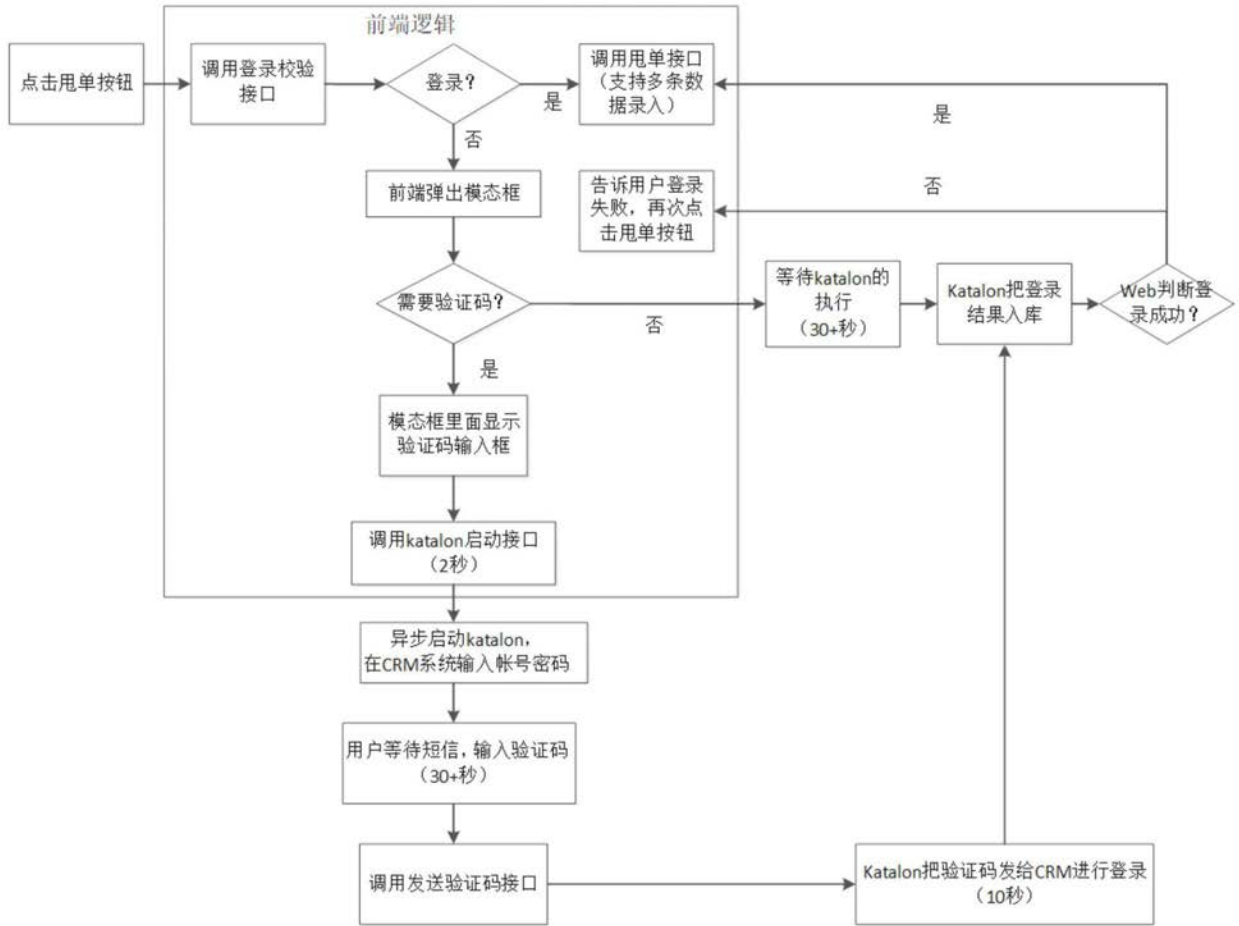 前端逻辑
点击甩单按钮
调用登录校验
接口
登录？
是
调用甩单接口
（支持多条数
据录入）
是
否
前端弹出模态框
告诉用户登录
失败，再次点
击甩单按钮
否
需要验证码？
否
等待katalon的
执行
（30+秒）
Katalon把登录
结果入库
Web判断登
录成功？
是
模态框里面显示
验证码输入框
调用katalon启动接口
（2秒）
异步启动katalon，
在CRM系统输入帐号密码
用户等待短信，输入验证码
（30+秒）
调用发送验证码接口
Katalon把验证码发给CRM进行登录
（10秒）